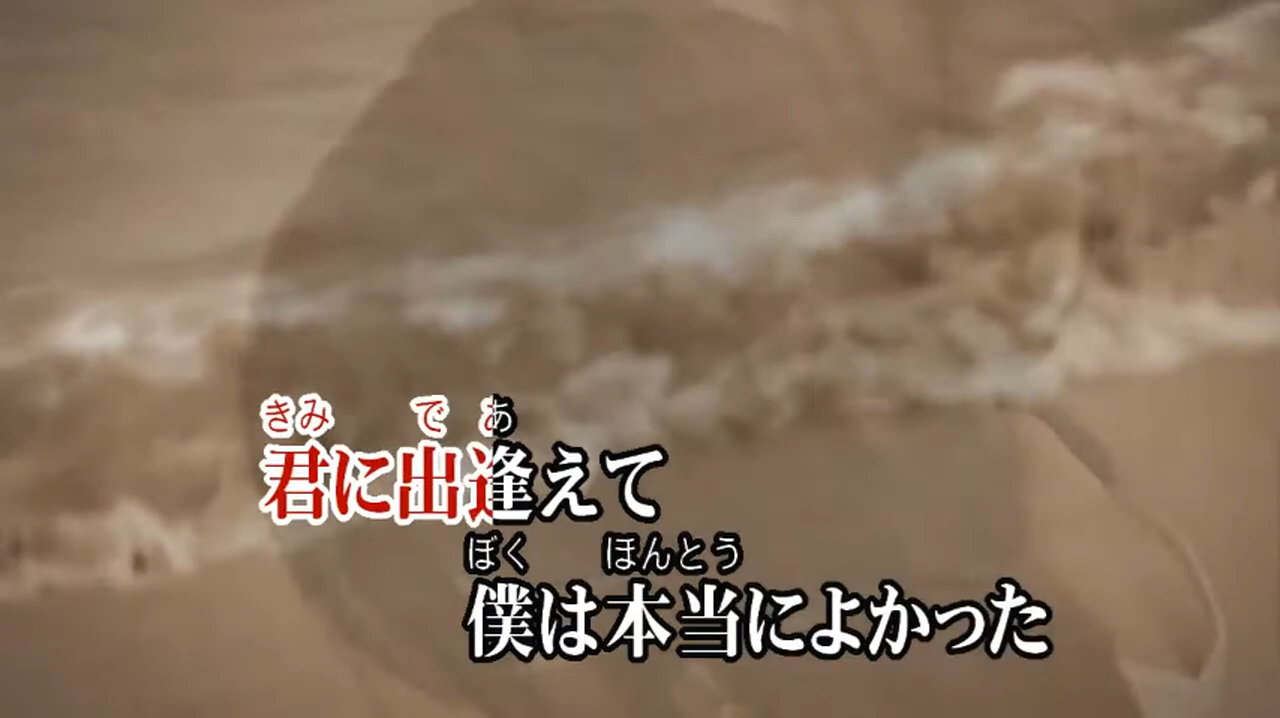 きみ で あ
君に出逢えて
ぼく ほんとう
僕は本当によかった